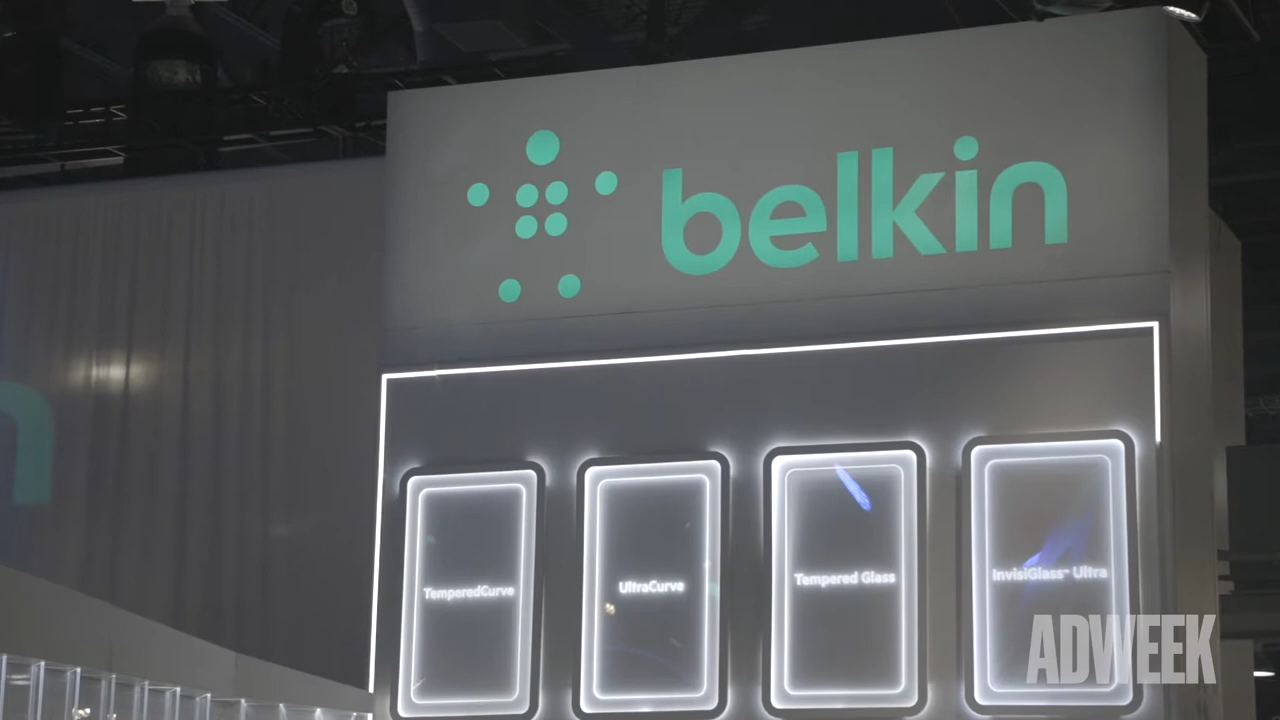 belkin
n
TemperedCurve
UltraCurve
Tempered Glass
InvisiGlass™ Ultra
ADWEEK